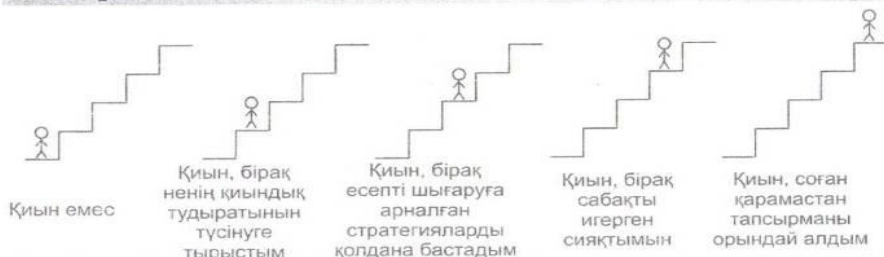 Қиын емес
Қиын, бірақ
ненің қиындық
тудыратынын
түсінуге
тырыстым
Қиын, бірақ
есепті шығаруға
арналған
стратегияларды
қолдана бастадым
Қиын, бірақ
сабақты
игерген
сияқтымын
Қиын, соған
қарамастан
тапсырманы
орындай алдым